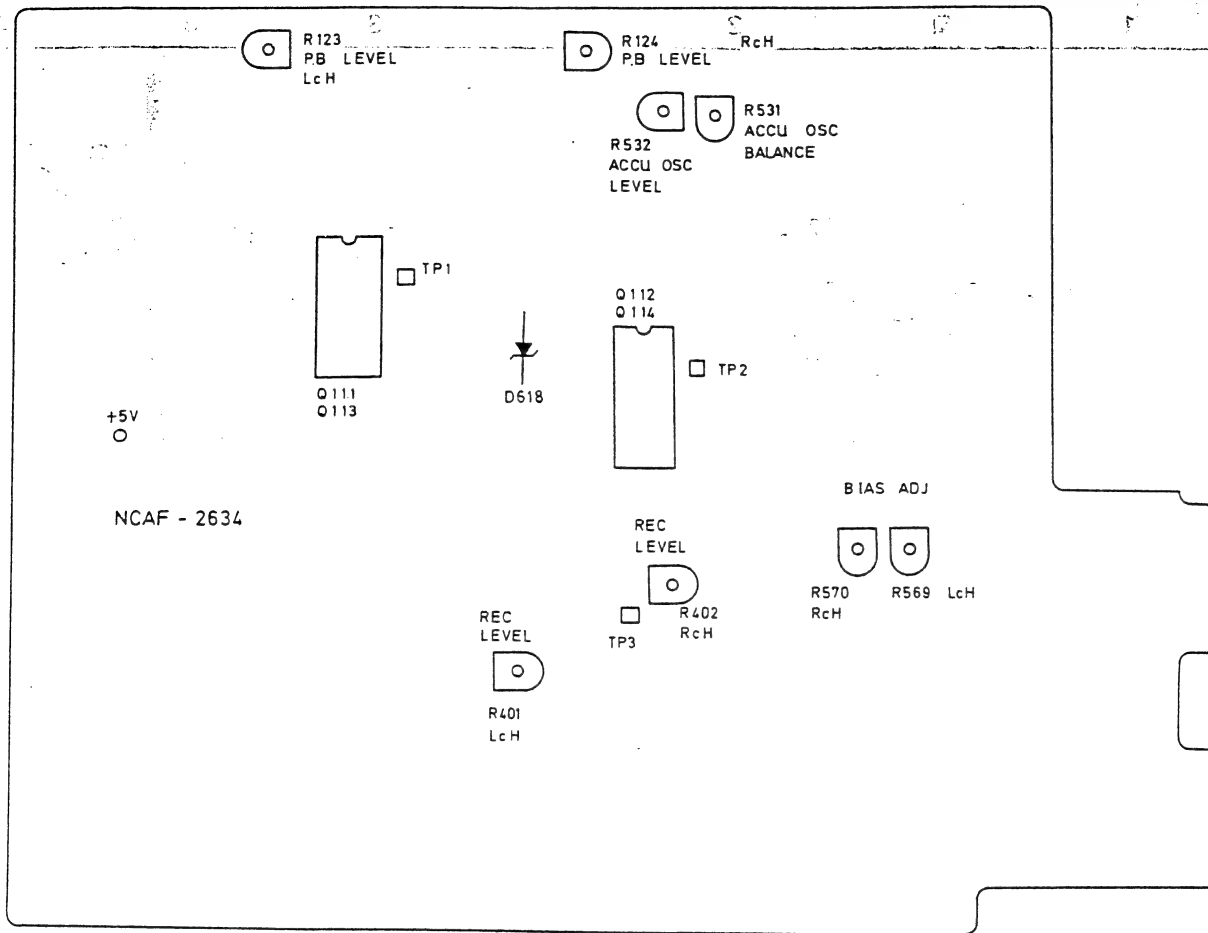 R123
P.B LEVEL
LcH
R124 RcH
P.B LEVEL
R531
ACCU OSC
BALANCE
R532
ACCU OSC
LEVEL
TP1
Q112
Q114
TP2
D618
Q111
Q113
+5V
BIAS ADJ
NCAF - 2634
REC
LEVEL
R570
RcH
R569 LcH
R402
RcH
TP3
REC
LEVEL
R401
LcH